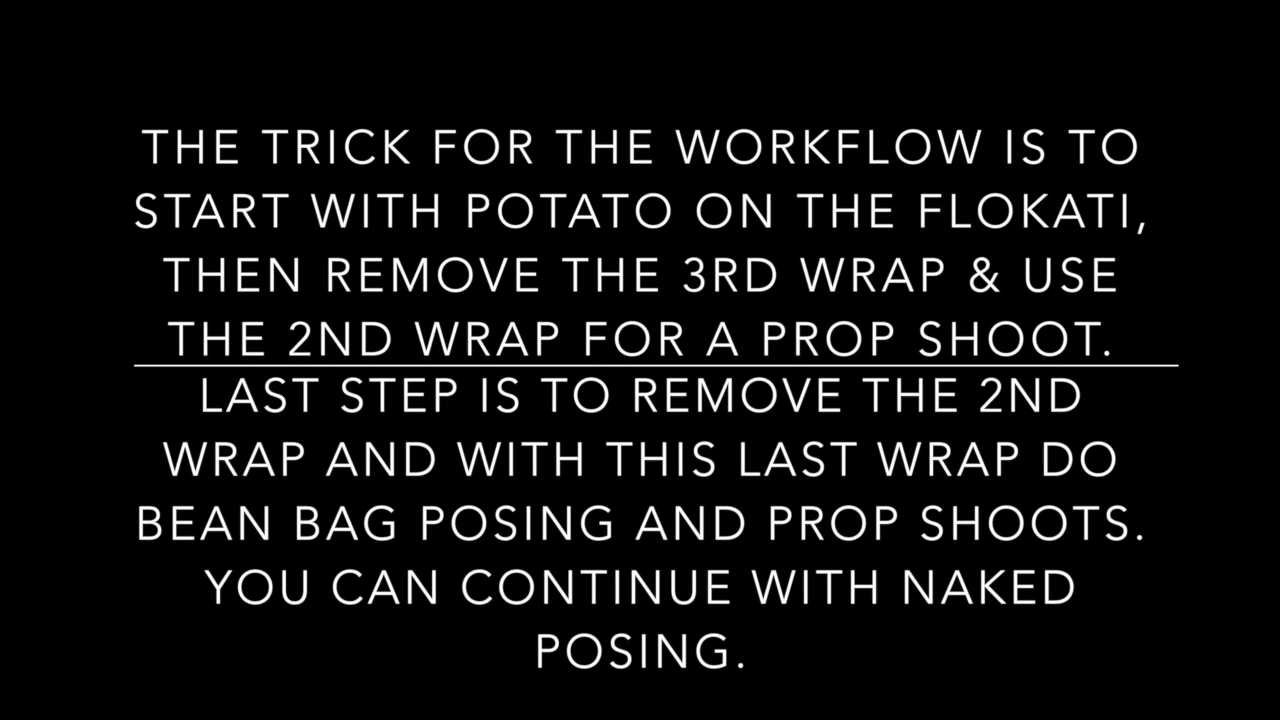 THE TRICK FOR THE WORKFLOW IS TO
START WITH POTATO ON THE FLOKATI,
THEN REMOVE THE 3RD WRAP & USE
THE 2ND WRAP FOR A PROP SHOOT.
LAST STEP IS TO REMOVE THE 2ND
WRAP AND WITH THIS LAST WRAP DO
BEAN BAG POSING AND PROP SHOOTS.
YOU CAN CONTINUE WITH NAKED
POSING.